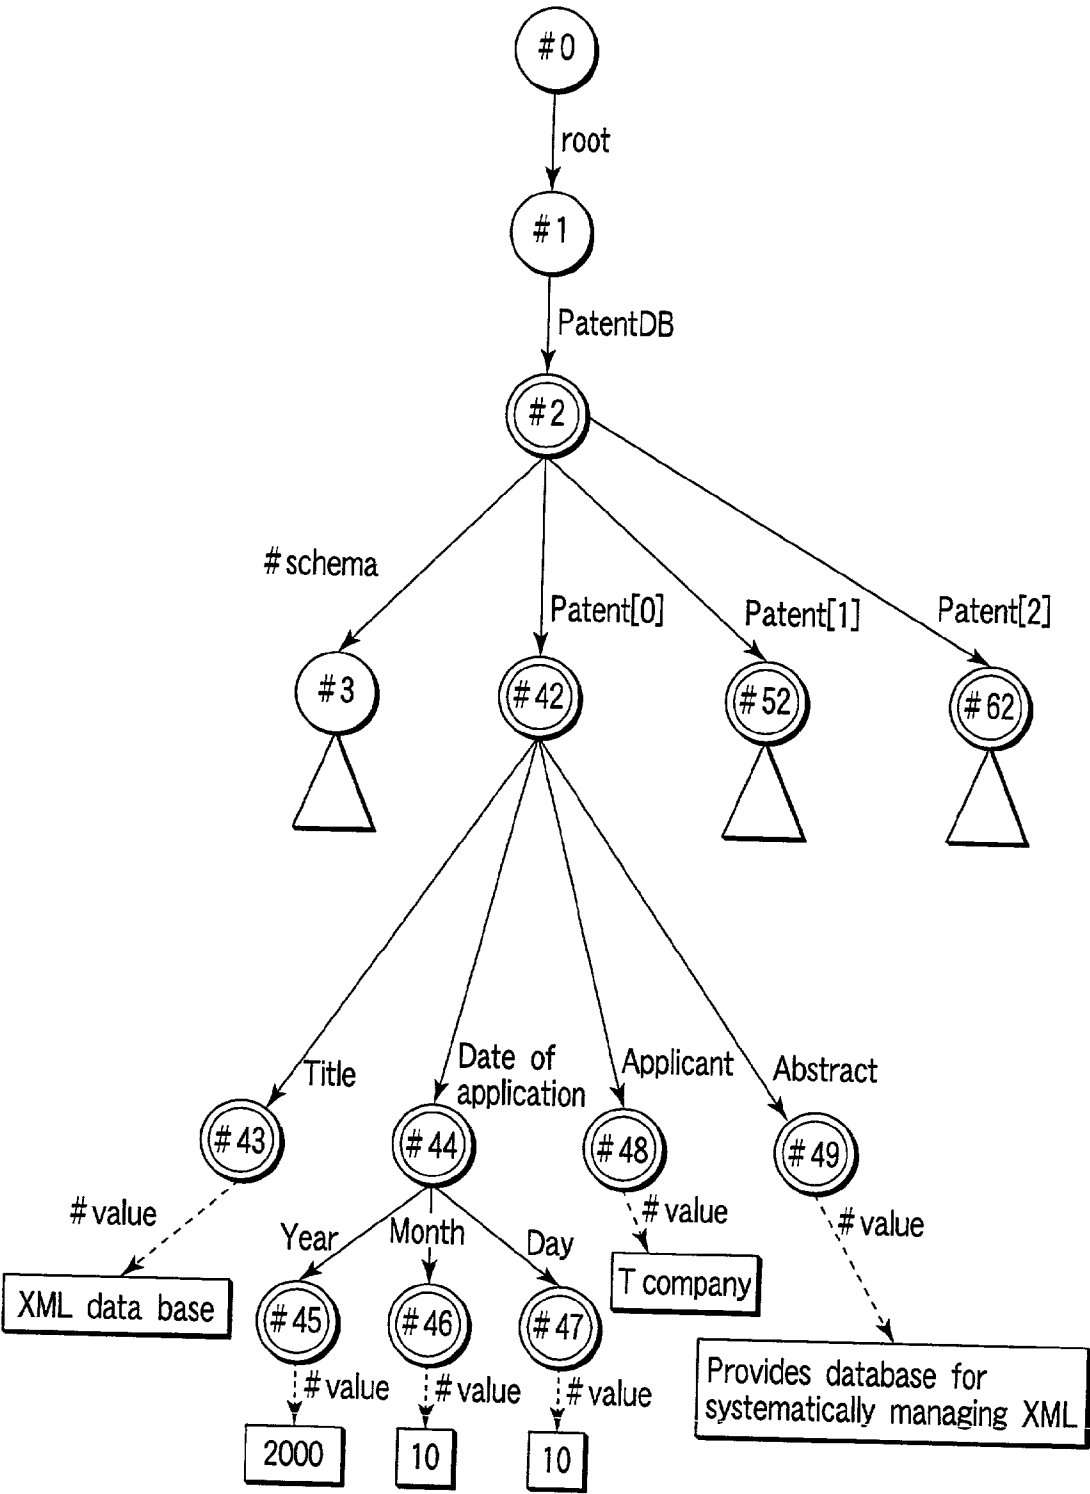 #0
root
#1
PatentDB
#2
#schema
Patent[0]
Patent[1]
Patent[2]
#3
#42
#52
#62
Title
Date of
application
Applicant
Abstract
#43
#44
#48
#49
#value
Year
Month
Day
#value
#value
XML data base
#45
#46
#47
T company
#value
#value
#value
Provides database for
systematically managing XML
2000
10
10